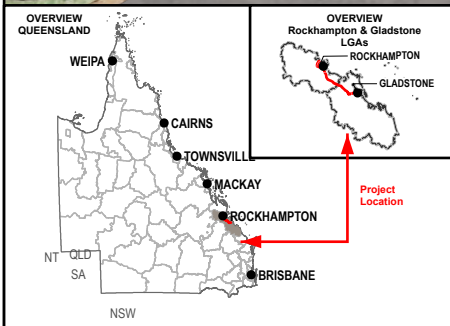 OVERVIEW
QUEENSLAND
WEIPA
CAIRNS
TOWNSVILLE
MACKAY
ROCKHAMPTON
BRISBANE
NT
QLD
SA
NSW
OVERVIEW
Rockhampton & Gladstone
LGAs
ROCKHAMPTON
GLADSTONE
Project
Location